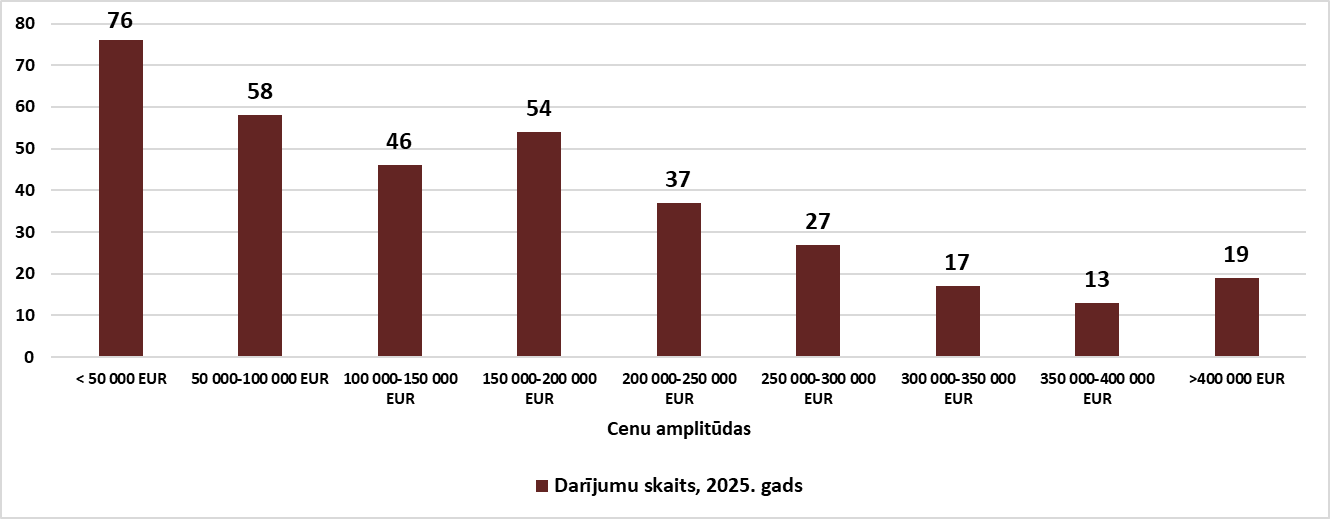 80
70
60
50
40
30
20
10
0
76
58
46
54
37
27
17
13
19
< 50 000 EUR
50 000-100 000 EUR
100 000-150 000
EUR
150 000-200 000
EUR
200 000-250 000
EUR
250 000-300 000
EUR
300 000-350 000
EUR
350 000-400 000
EUR
>400 000 EUR
Cenu amplitūdas
Darījumu skaits, 2025. gads